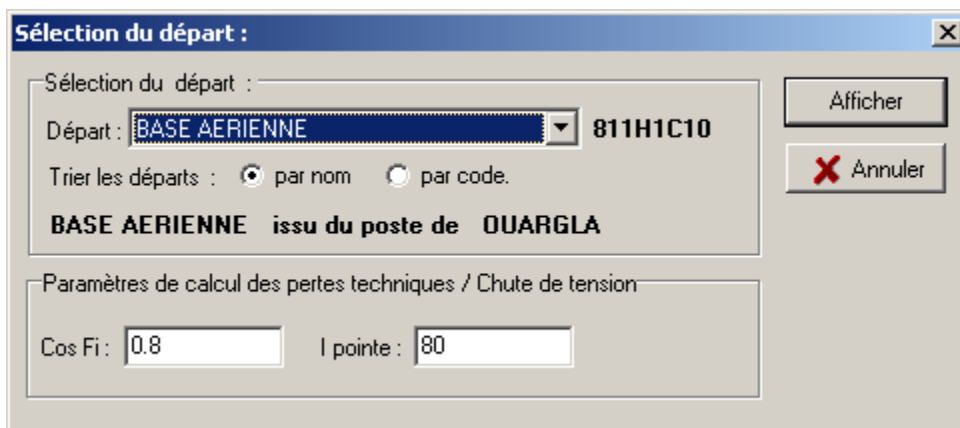 Sélection du départ :
Sélection du départ :
Départ : BASE AERIENNE 811H1C10
Trier les départs : par nom par code.
BASE AERIENNE issu du poste de OUARGLA
Afficher
Annuler
Paramètres de calcul des pertes techniques / Chute de tension
Cos Fi : 0.8 I pointe : 80